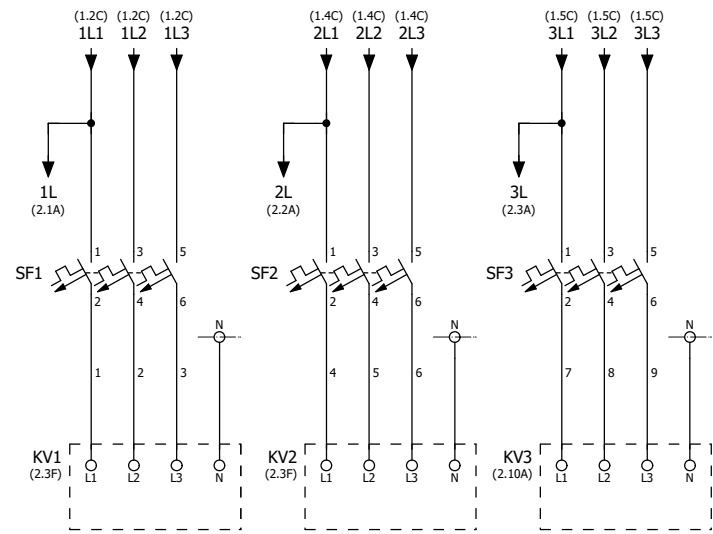 (1.2C) (1.2C) (1.2C) (1.4C) (1.4C) (1.4C) (1.5C) (1.5C) (1.5C)
1L1 1L2 1L3 2L1 2L2 2L3 3L1 3L2 3L3
1L 2L 3L
(2.1A) (2.2A) (2.3A)
1 3 5 1 3 5 1 3 5
SF1 SF2 SF3
2 4 6 2 4 6 2 4 6
N N N
1 2 3 4 5 6 7 8 9
KV1 KV2 KV3
(2.3F) (2.3F) (2.10A)
L1 L2 L3 N L1 L2 L3 N L1 L2 L3 N